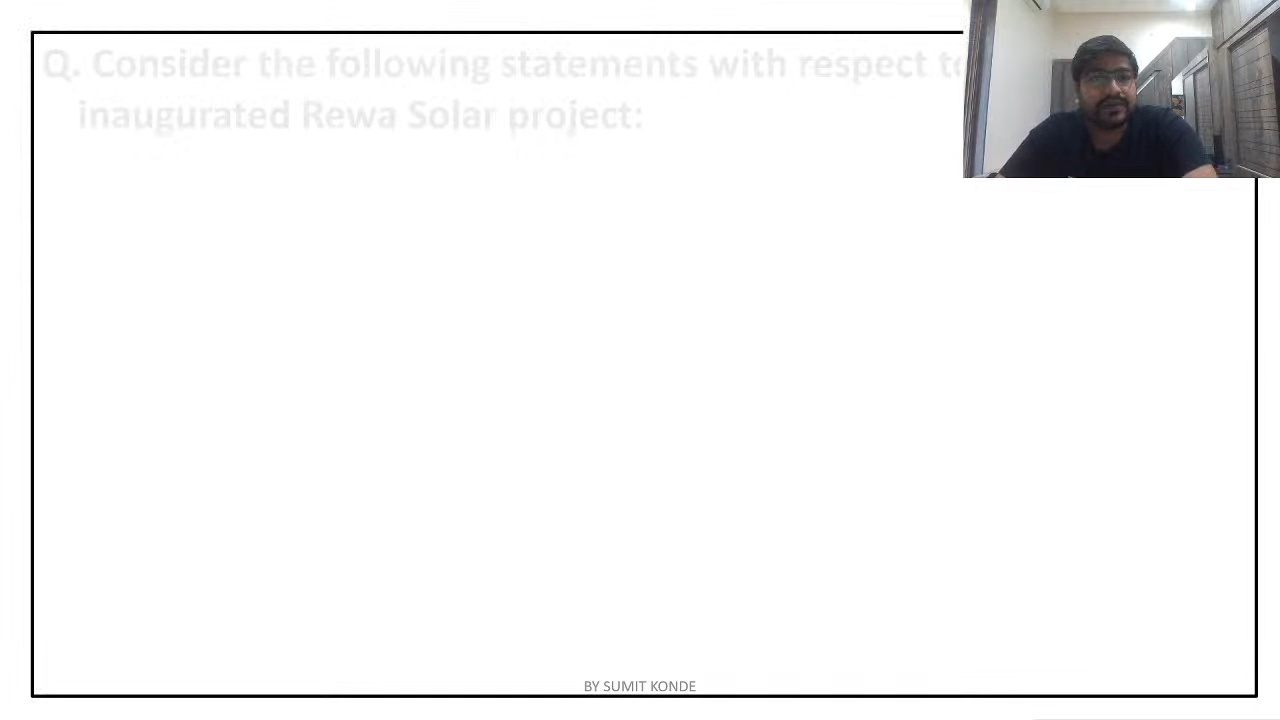 Q. Consider the following statements with respect to
inaugurated Rewa Solar project:
BY SUMIT KONDE